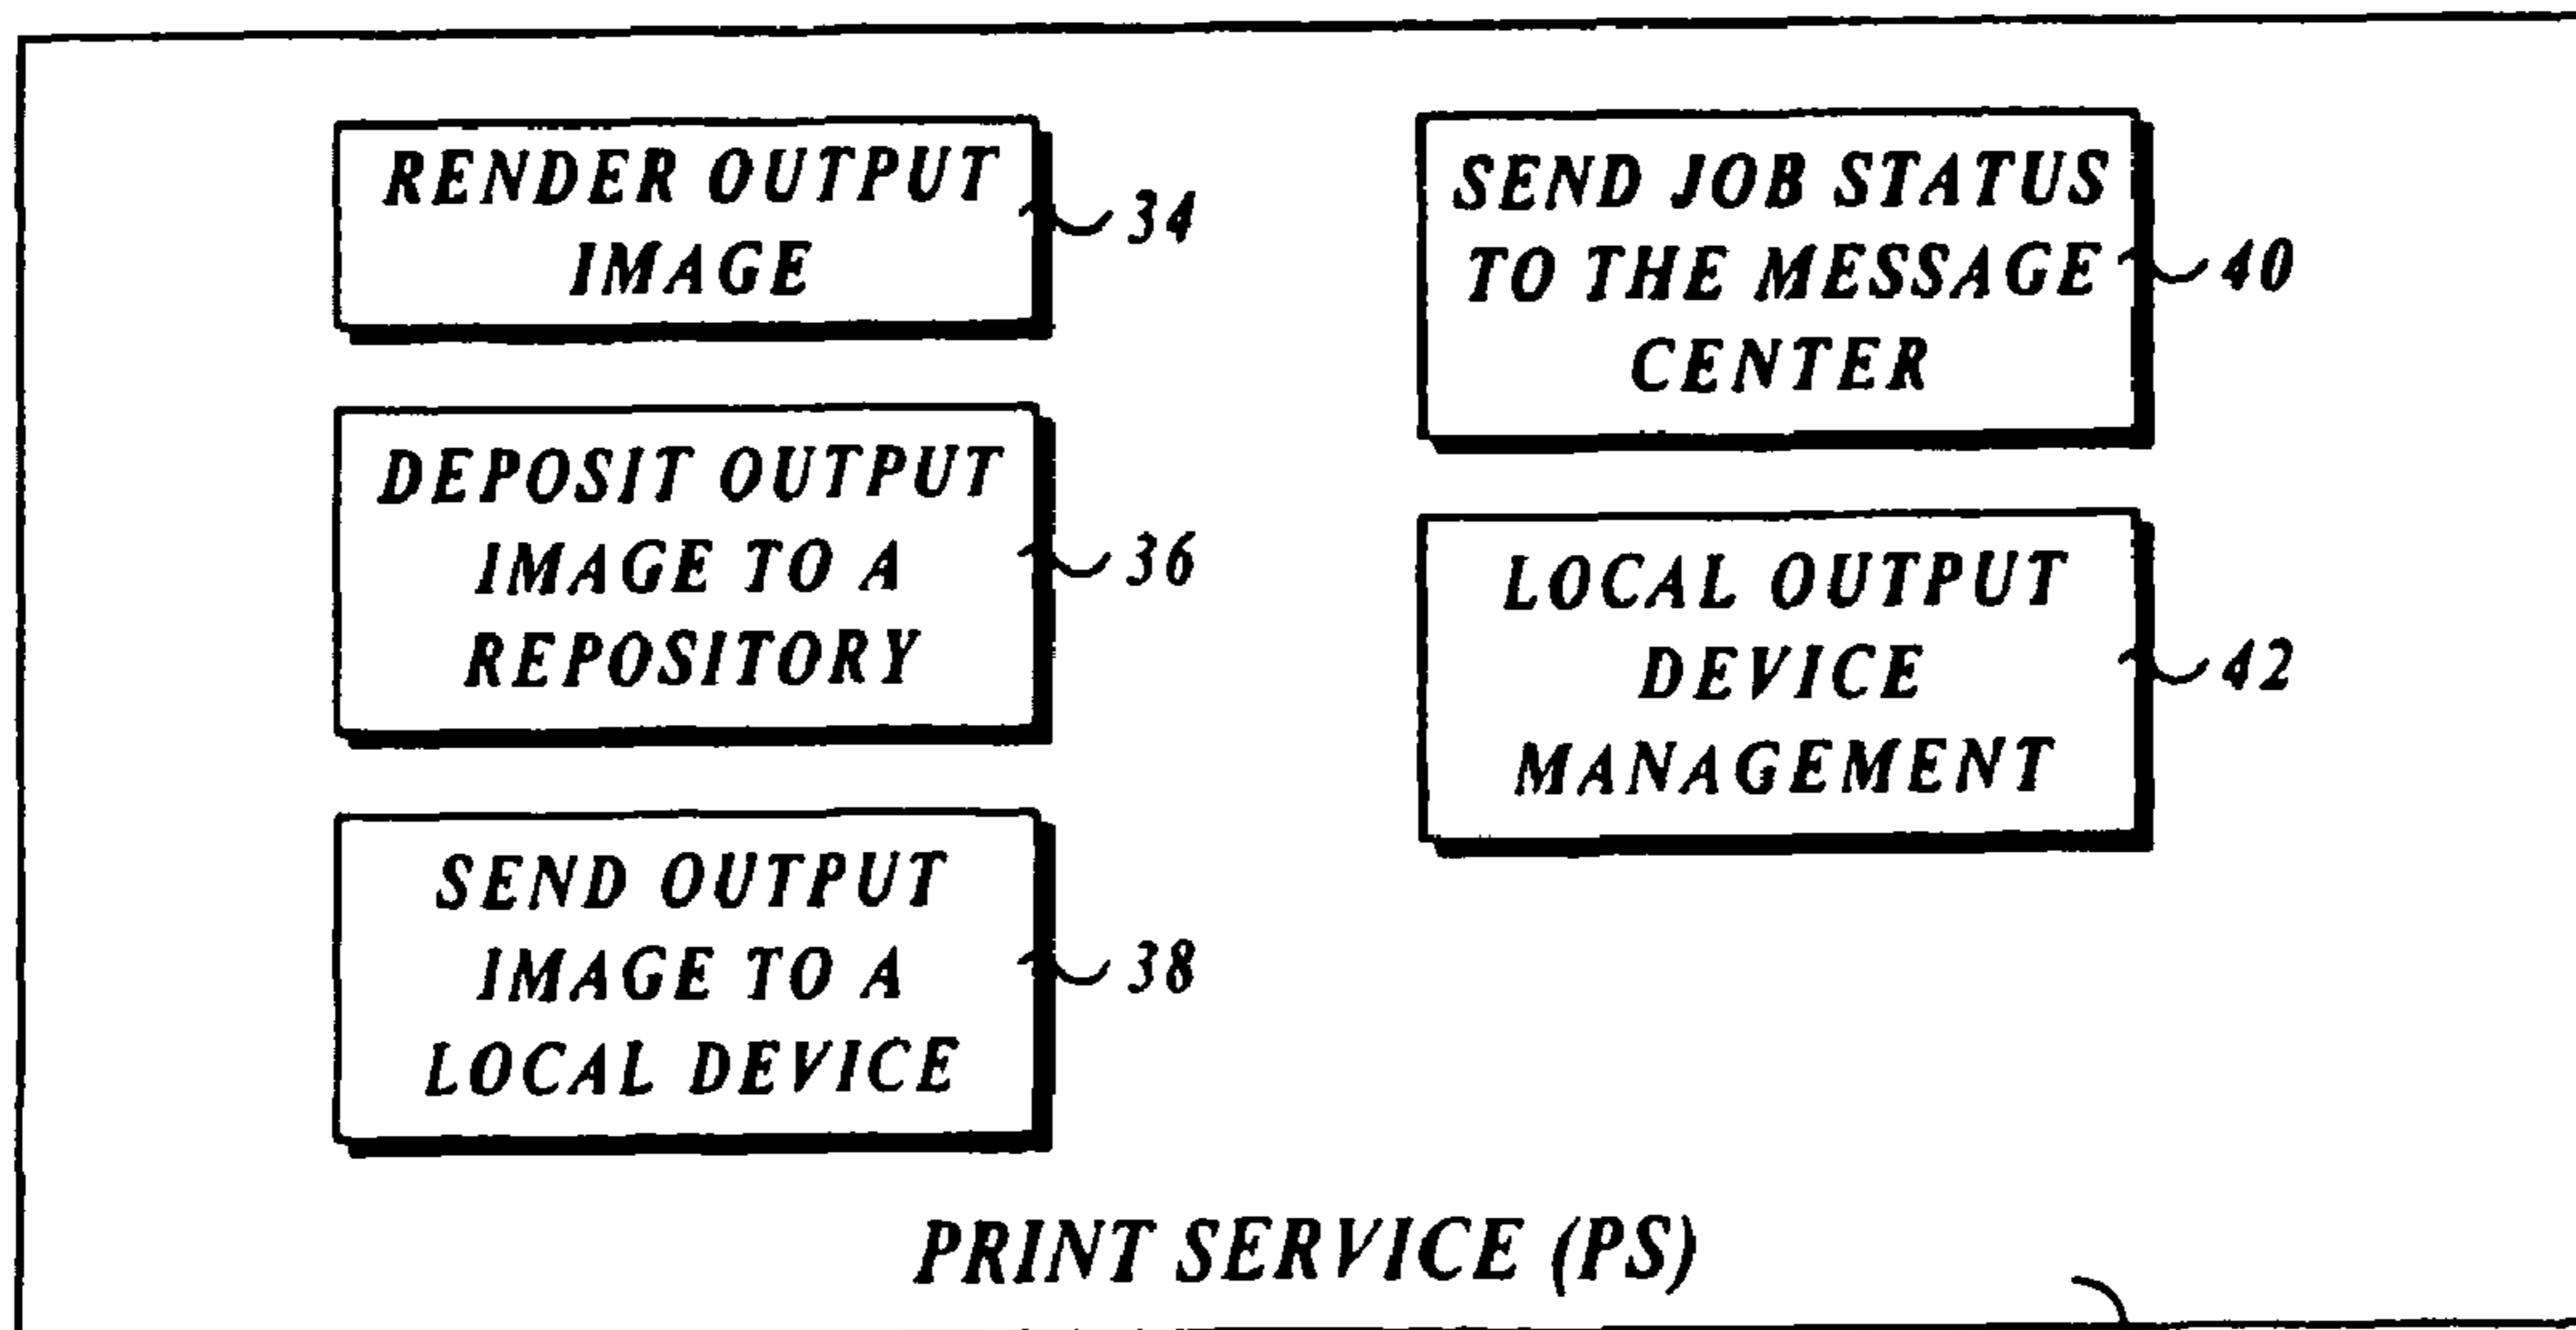 RENDER OUTPUT
IMAGE
34
DEPOSIT OUTPUT
IMAGE TO A
REPOSITORY
36
SEND OUTPUT
IMAGE TO A
LOCAL DEVICE
38
SEND JOB STATUS
TO THE MESSAGE
CENTER
40
LOCAL OUTPUT
DEVICE
MANAGEMENT
42
PRINT SERVICE (PS)